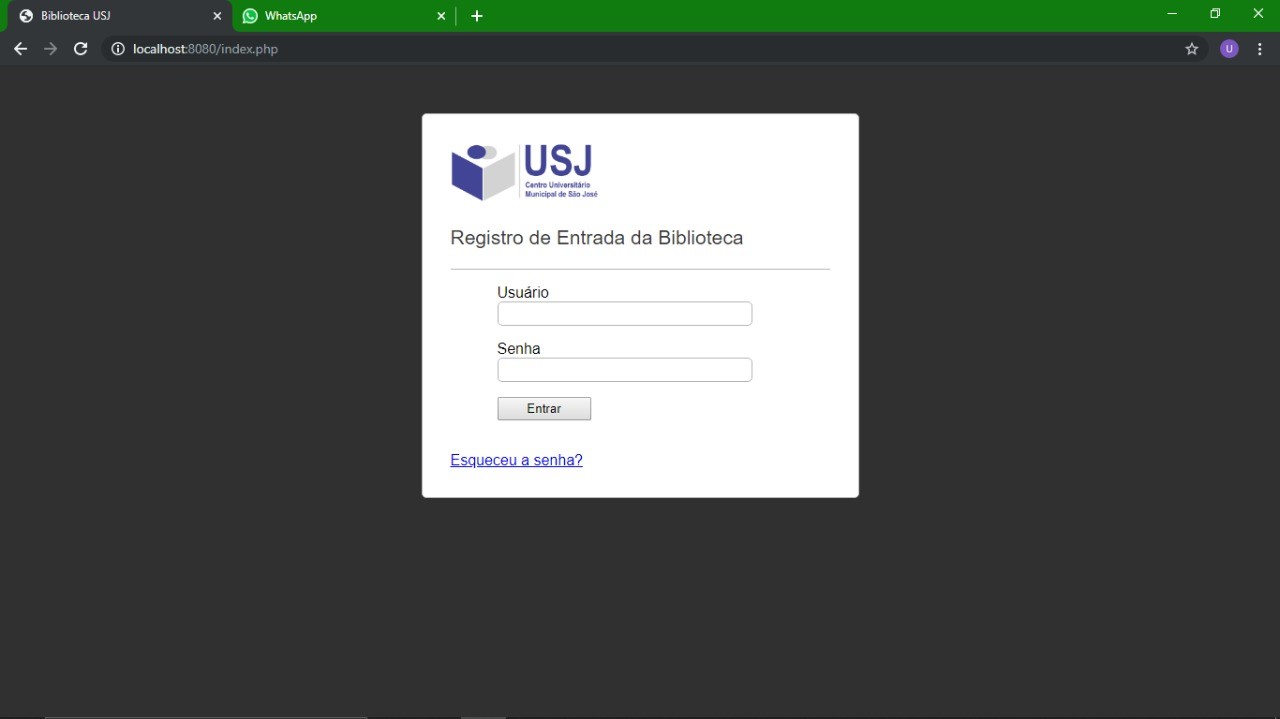 Biblioteca USJ
WhatsApp
localhost:8080/index.php
U
USJ
Centro Universitário
Municipal de São José
Registro de Entrada da Biblioteca
Usuário
Senha
Entrar
Esqueceu a senha?